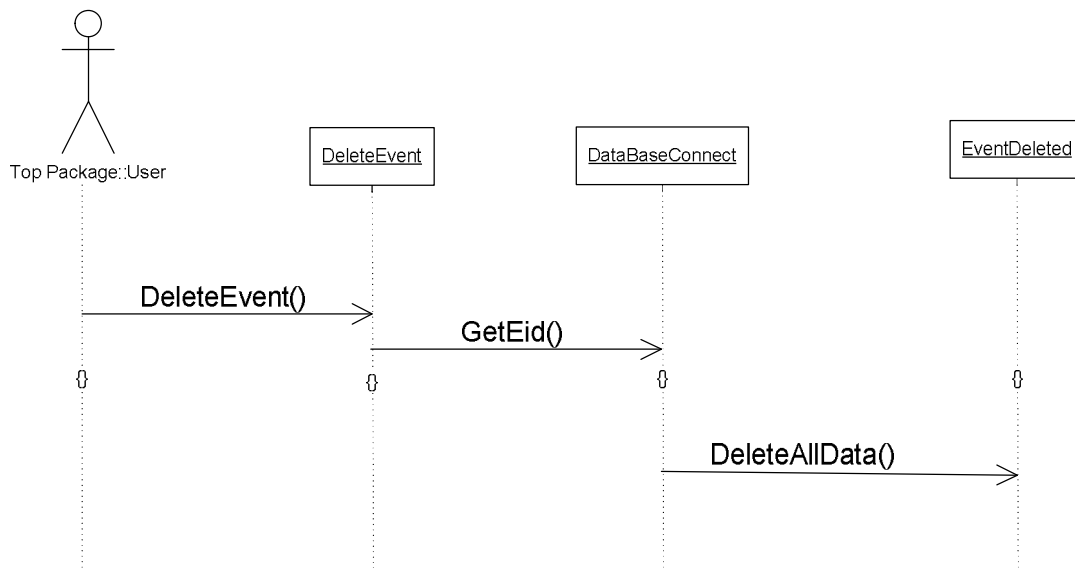 Top Package::User
DeleteEvent
DataBaseConnect
EventDeleted
DeleteEvent()
GetEid()
{}
{}
{}
{}
DeleteAllData()